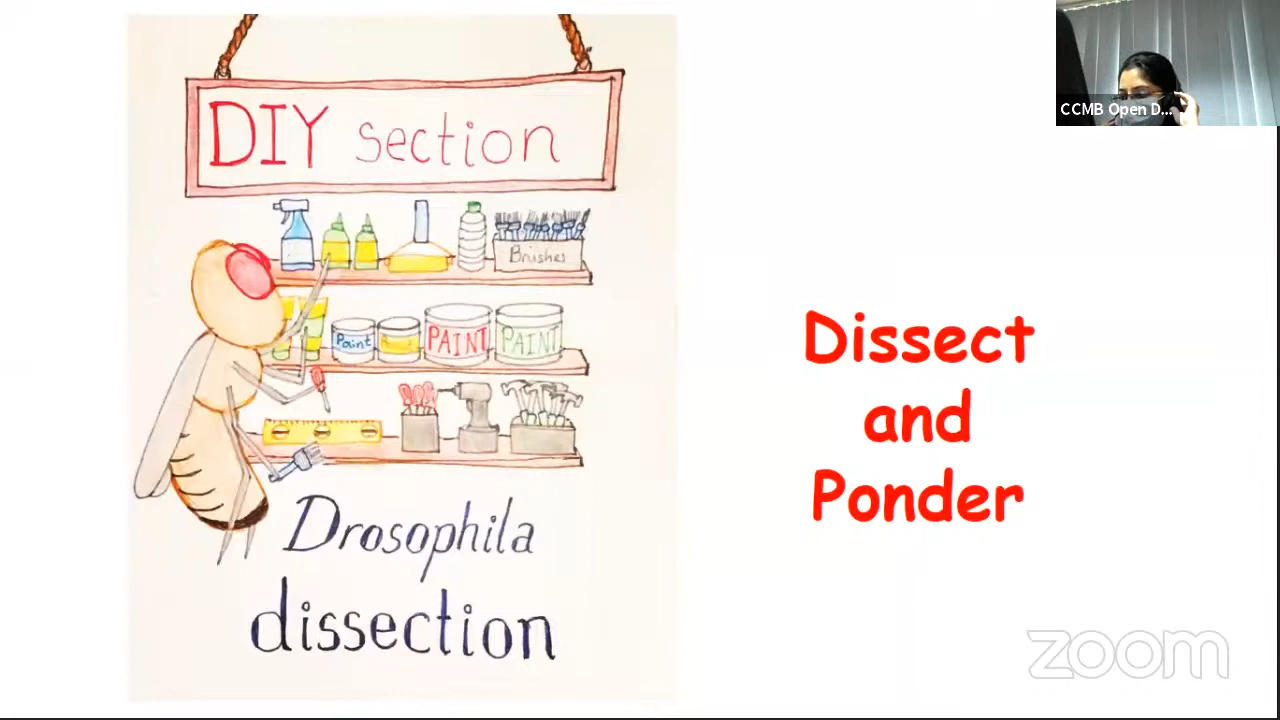 DIY section
Brushes
Paint
PAINT
PAINT
Drosophila
dissection
Dissect
and
Ponder
CCMB Open D...
zoom